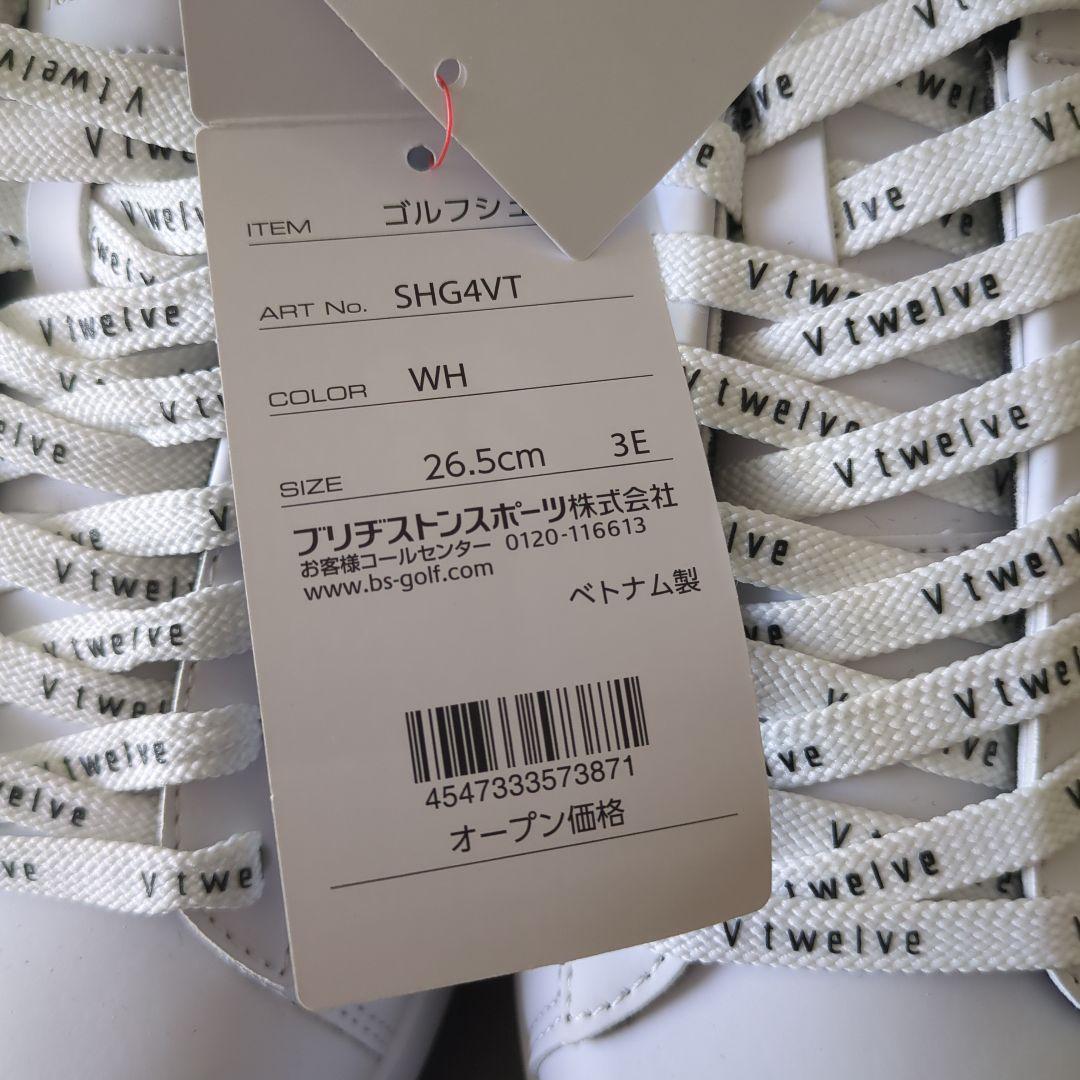 ITEM ゴルフシュ
ART No. SHG4VT
COLOR WH
SIZE 26.5cm 3E
ブリヂストンスポーツ株式会社
お客様コールセンター 0120-116613
www.bs-golf.com
ベトナム製
4547333573871
オープン価格
V twelve
V twelve
V twelve
V twelve
V twelve
V twelve
V twelve
V twelve
V twelve